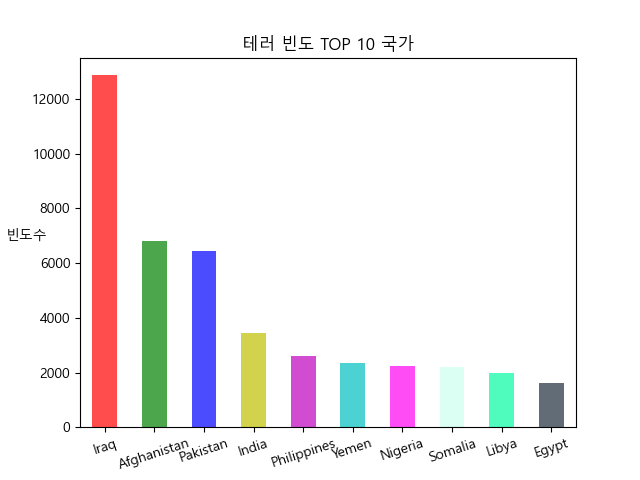 테러 빈도 TOP 10 국가
12000
10000
8000
빈도수
6000
4000
2000
0
Iraq
Afghanistan
Pakistan
India
Philippines
Yemen
Nigeria
Somalia
Libya
Egypt